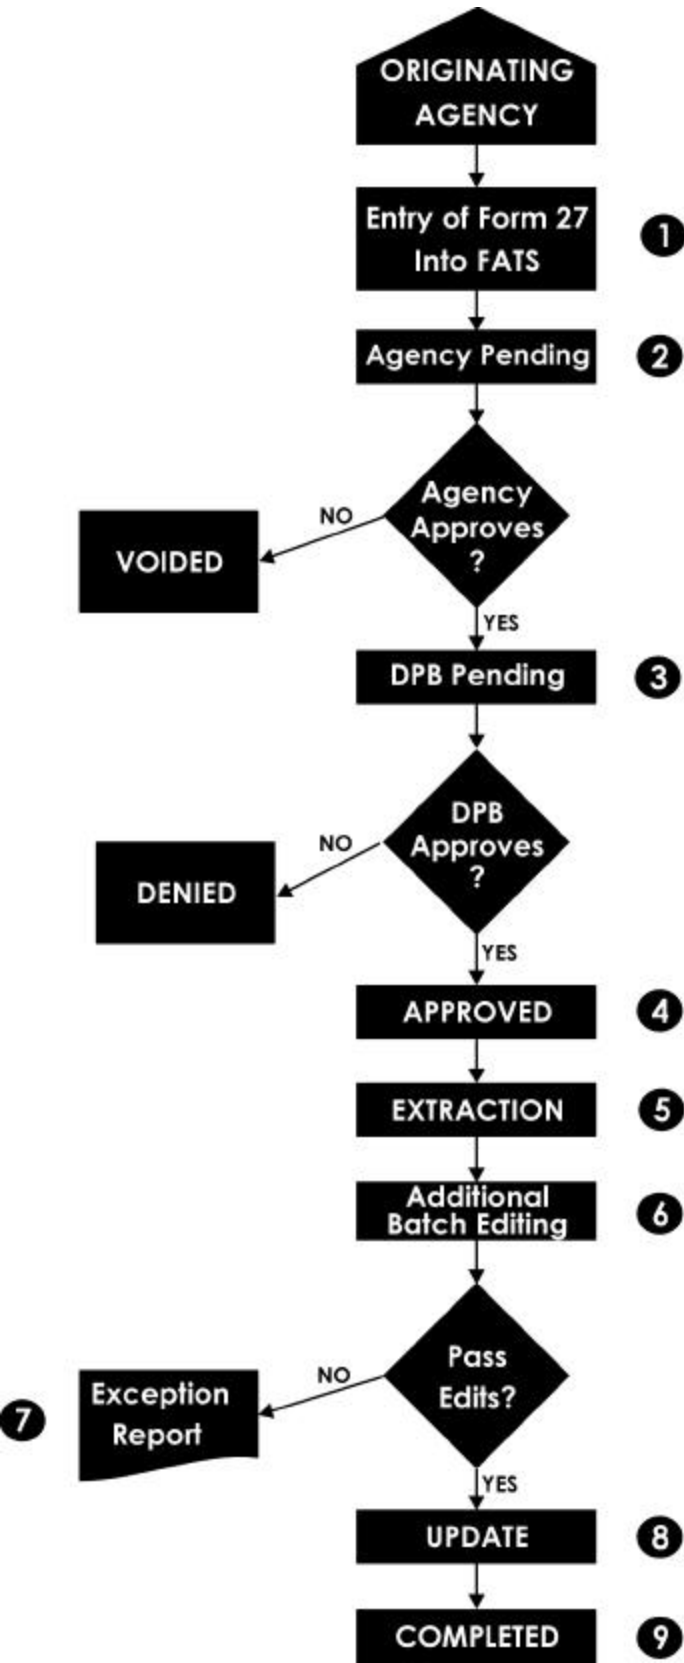 ORIGINATING
AGENCY
Entry of Form 27
Into FATS
1
Agency Pending
2
Agency
Approves
?
NO
VOIDED
YES
DPB Pending
3
DPB
Approves
?
NO
DENIED
YES
APPROVED
4
EXTRACTION
5
Additional
Batch Editing
6
Pass
Edits?
NO
Exception
Report
7
YES
UPDATE
8
COMPLETED
9